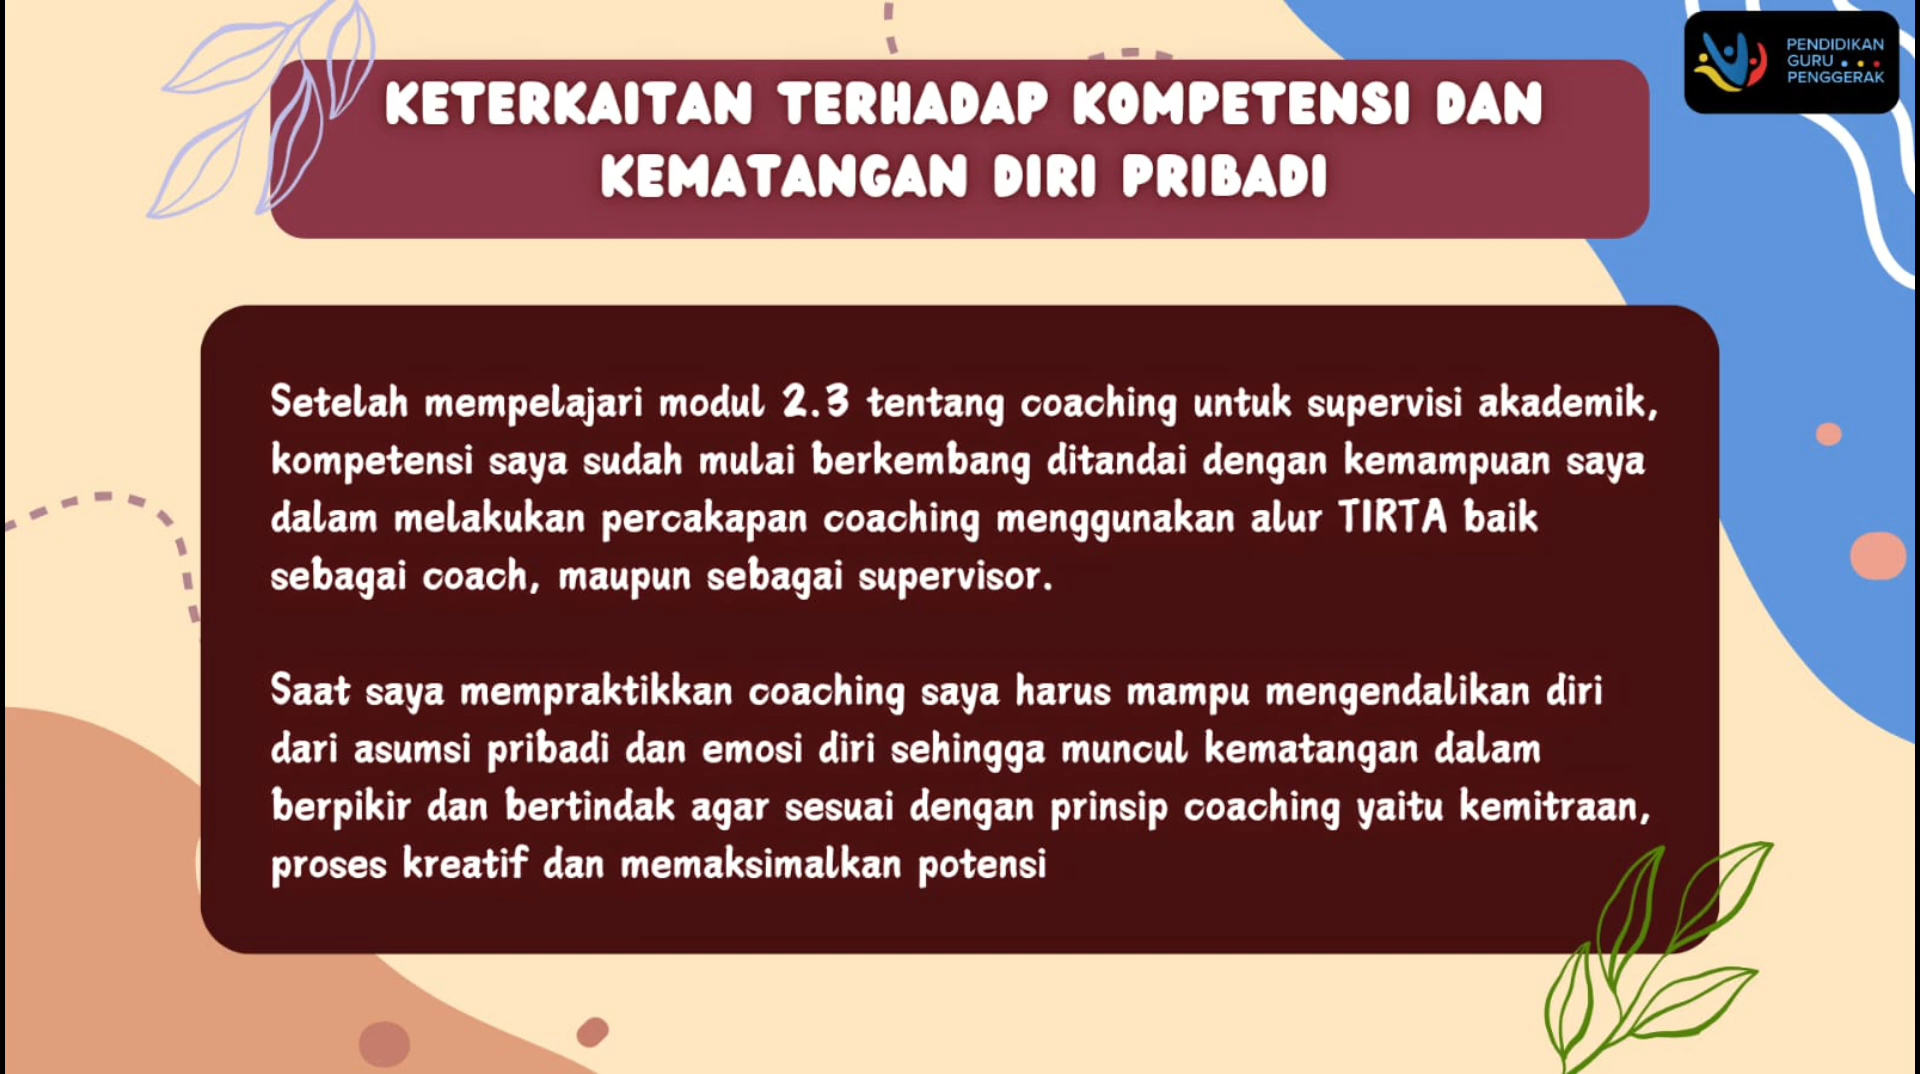 PENDIDIKAN
GURU
PENGGERAK
KETERKAITAN TERHADAP KOMPETENSI DAN
KEMATANGAN DIRI PRIBADI
Setelah mempelajari modul 2.3 tentang coaching untuk supervisi akademik,
kompetensi saya sudah mulai berkembang ditandai dengan kemampuan saya
dalam melakukan percakapan coaching menggunakan alur TIRTA baik
sebagai coach, maupun sebagai supervisor.
Saat saya mempraktikkan coaching saya harus mampu mengendalikan diri
dari asumsi pribadi dan emosi diri sehingga muncul kematangan dalam
berpikir dan bertindak agar sesuai dengan prinsip coaching yaitu kemitraan,
proses kreatif dan memaksimalkan potensi